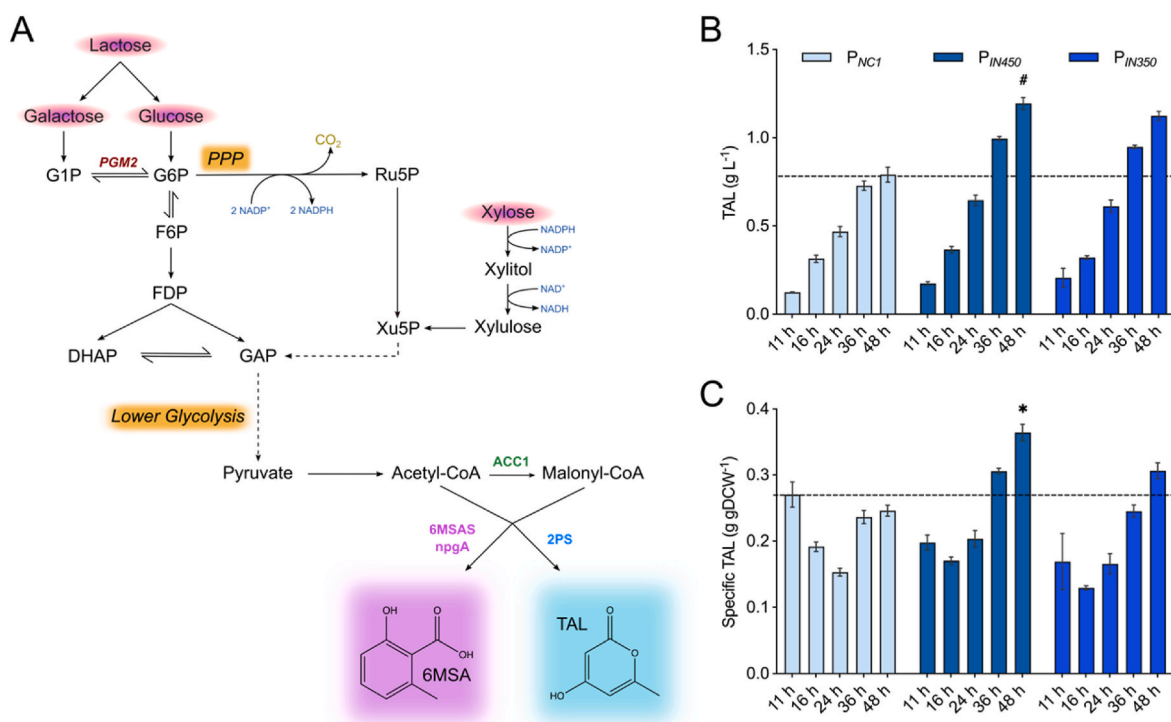 A
Lactose
Galactose
Glucose
G1P
PGM2
G6P
PPP
CO2
Ru5P
2 NADP+
2 NADPH
F6P
FDP
DHAP
GAP
Xylose
NADPH
NADP+
Xylitol
NAD+
NADH
Xu5P
Xylulose
Lower Glycolysis
Pyruvate
Acetyl-CoA
ACC1
Malonyl-CoA
6MSAS
npgA
2PS
OH
O
OH
6MSA
TAL
O
O
HO
B
TAL (g L-1)
1.5
1.0
0.5
0.0
PNC1
PIN450
PIN350
#
11 h
16 h
24 h
36 h
48 h
11 h
16 h
24 h
36 h
48 h
11 h
16 h
24 h
36 h
48 h
C
Specific TAL (g gDCW-1)
0.4
0.3
0.2
0.1
0.0
*
11 h
16 h
24 h
36 h
48 h
11 h
16 h
24 h
36 h
48 h
11 h
16 h
24 h
36 h
48 h